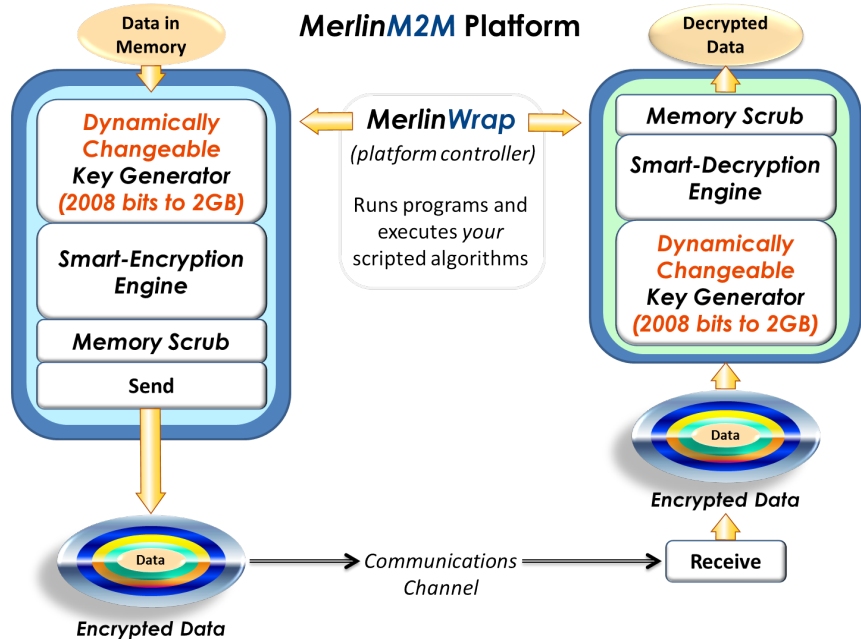 MerlinM2M Platform
Data in
Memory
Dynamically
Changeable
Key Generator
(2008 bits to 2GB)
Smart-Encryption
Engine
Memory Scrub
Send
Data
Encrypted Data
MerlinWrap
(platform controller)
Runs programs and
executes your
scripted algorithms
Communications
Channel
Receive
Encrypted Data
Data
Dynamically
Changeable
Key Generator
(2008 bits to 2GB)
Smart-Decryption
Engine
Memory Scrub
Decrypted
Data